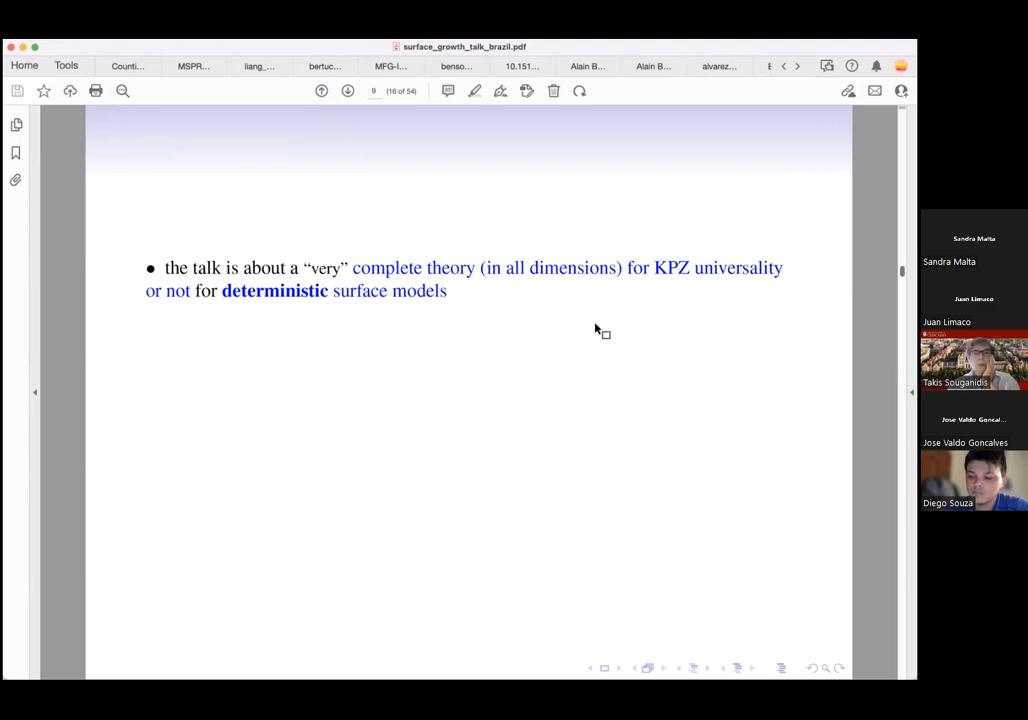 surface_growth_talk_brazil.pdf
Home Tools Counti... MSPR... liang_... bertuc... MFG-I... benso... 10.151... Alain B... Alain B... alvarez...
9 (16 of 54)
• the talk is about a “very” complete theory (in all dimensions) for KPZ universality
or not for deterministic surface models
Sandra Malta
Sandra Malta
Juan Limaco
Juan Limaco
Takis Souganidis
Jose Valdo Goncal...
Jose Valdo Goncalves
Diego Souza